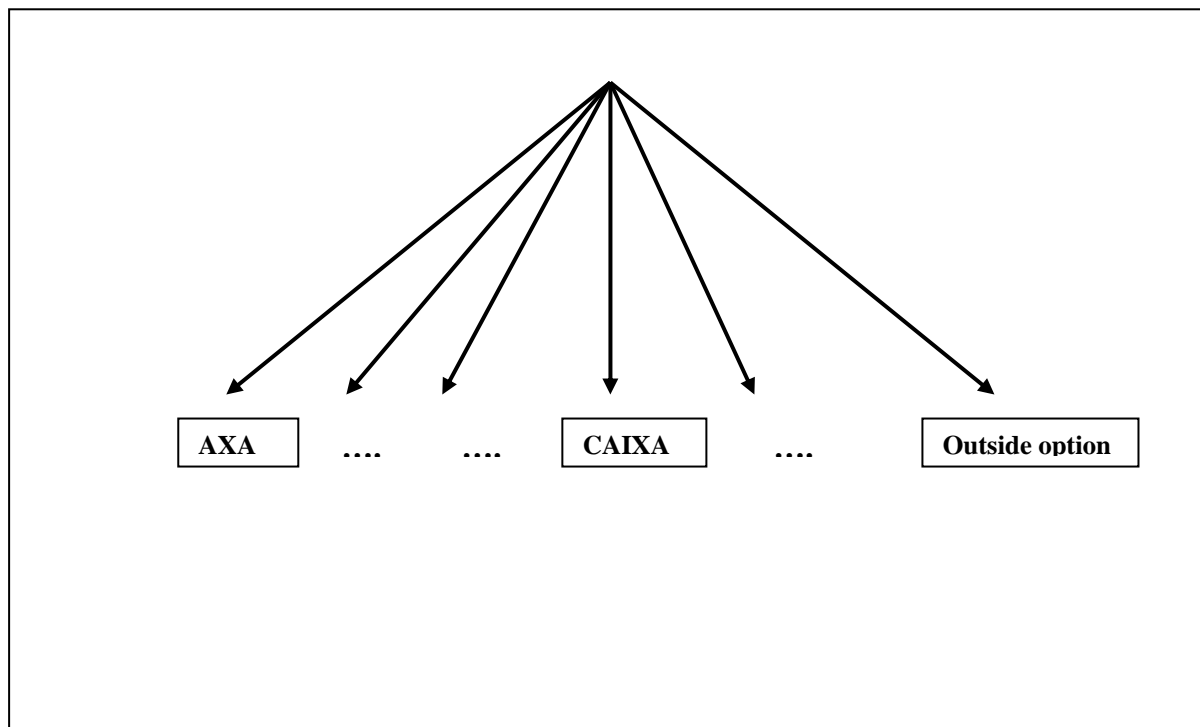 AXA …. …. CAIXA …. Outside option